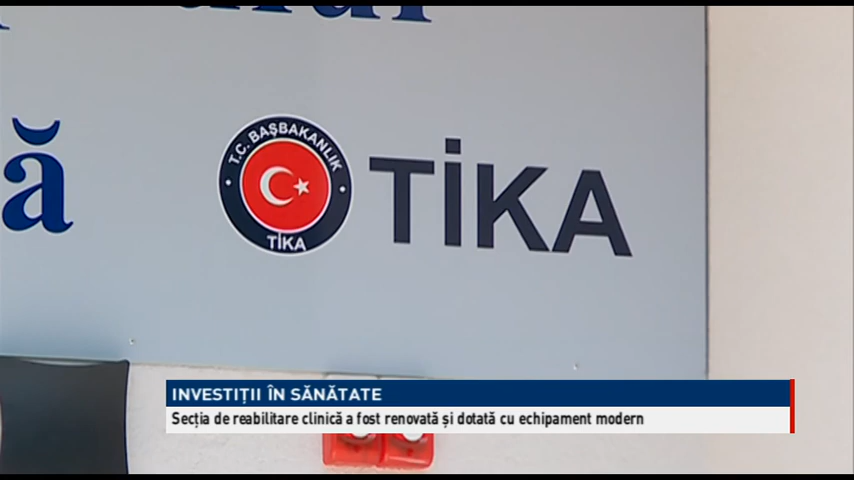 ă
T.C. BAŞBAKANLIK
TİKA
TİKA
INVESTIȚII ÎN SĂNĂTATE
Secția de reabilitare clinică a fost renovată și dotată cu echipament modern